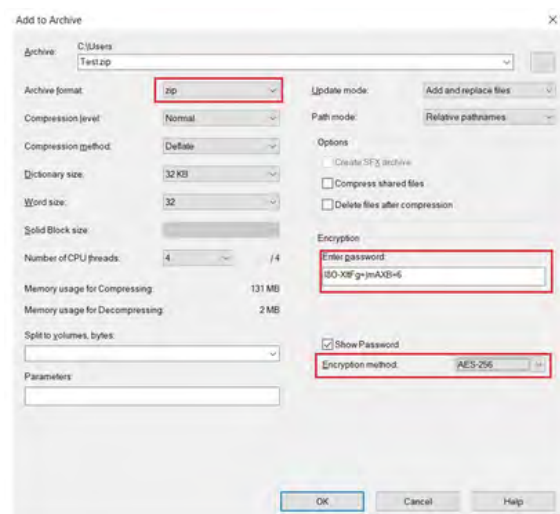 Add to Archive
Archive: C:\Users
Test.zip
Archive format: zip
Update mode: Add and replace files
Compression level: Normal
Path mode: Relative pathnames
Compression method: Deflate
Options
Create SFX archive
Dictionary size: 32 KB
Compress shared files
Word size: 32
Delete files after compression
Solid Block size:
Encryption
Number of CPU threads: 4 / 4
Enter password:
Memory usage for Compressing: 131 MB
Memory usage for Decompressing: 2 MB
Split to volumes, bytes:
Show Password
Encryption method: AES-256
Parameters:
OK Cancel Help